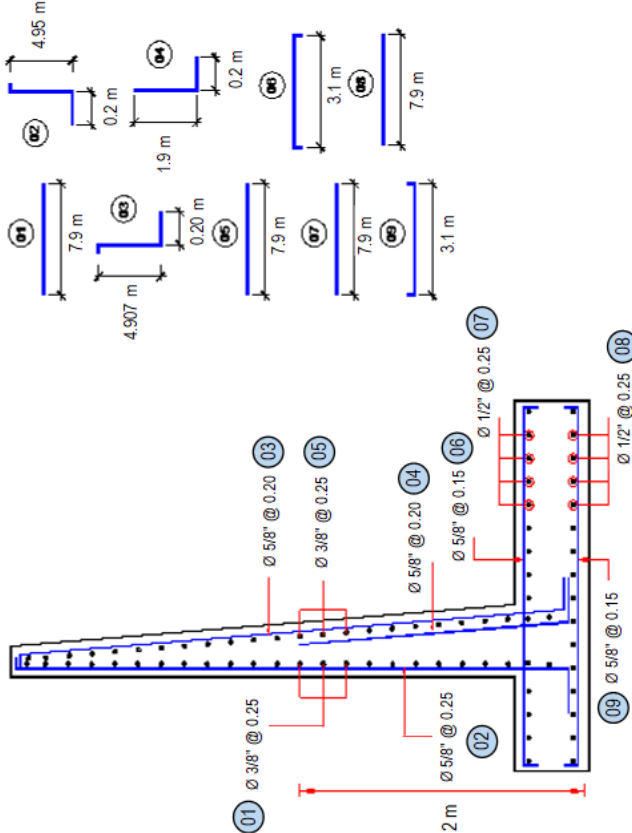 01
7.9 m
02
4.95 m
0.2 m
03
4.907 m
0.20 m
04
1.9 m
0.2 m
05
7.9 m
06
3.1 m
07
7.9 m
08
7.9 m
09
3.1 m
01 Ø 3/8" @ 0.25
Ø 5/8" @ 0.20 03
Ø 3/8" @ 0.25 05
Ø 5/8" @ 0.25
02
Ø 5/8" @ 0.20 04
Ø 5/8" @ 0.15 06
Ø 1/2" @ 0.25 07
2 m
09 Ø 5/8" @ 0.15
Ø 1/2" @ 0.25 08